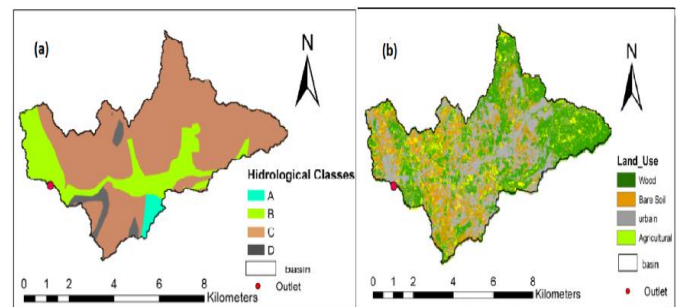 (a)
N
Hidrological Classes
A
B
C
D
basin
Outlet
0 1 2 4 6 8
Kilometers
(b)
N
Land_Use
Wood
Bare Soil
urbain
Agricultural
basin
Outlet
0 1 2 4 6 8
Kilometers